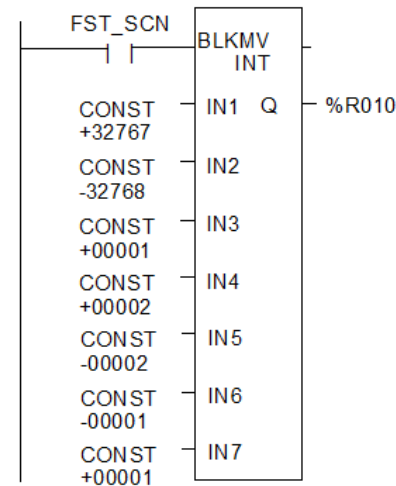 FST_SCN
BLKMV
INT
CONST IN1 Q %R010
+32767
CONST IN2
-32768
CONST IN3
+00001
CONST IN4
+00002
CONST IN5
-00002
CONST IN6
-00001
CONST IN7
+00001